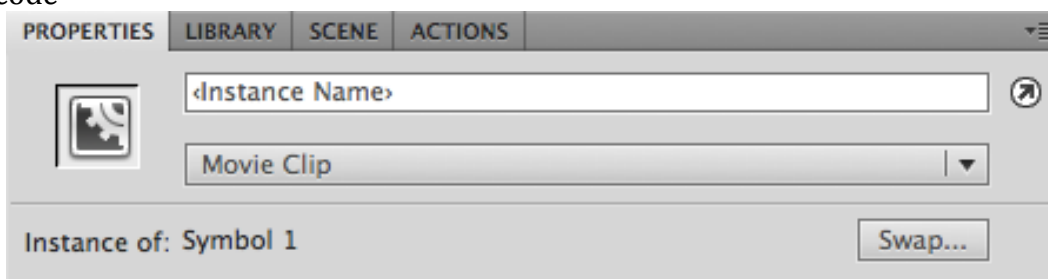 code
PROPERTIES LIBRARY SCENE ACTIONS
‹Instance Name›
Movie Clip
Instance of: Symbol 1 Swap...